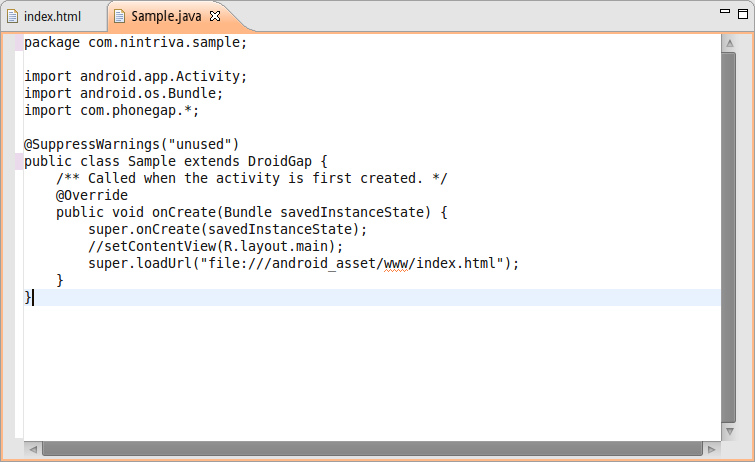 index.html
Sample.java
package com.nintriva.sample;
import android.app.Activity;
import android.os.Bundle;
import com.phonegap.*;
@SuppressWarnings("unused")
public class Sample extends DroidGap {
    /** Called when the activity is first created. */
    @Override
    public void onCreate(Bundle savedInstanceState) {
        super.onCreate(savedInstanceState);
        //setContentView(R.layout.main);
        super.loadUrl("file:///android_asset/www/index.html");
    }
}